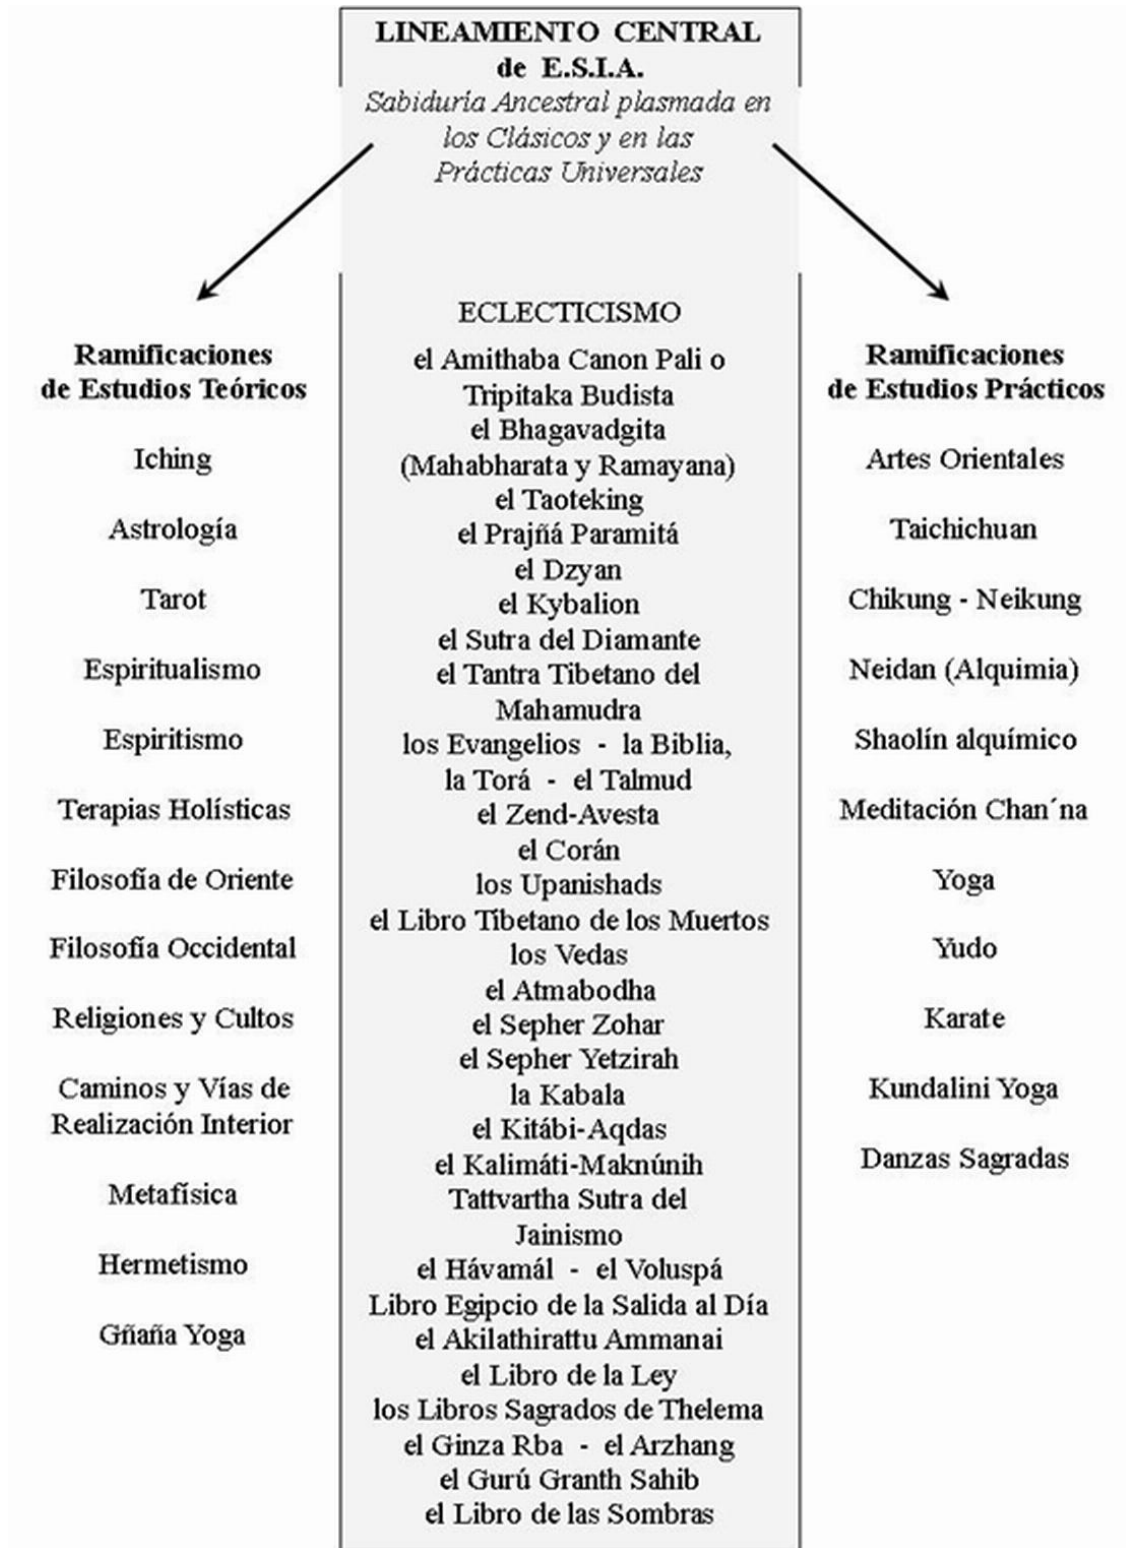 LINEAMIENTO CENTRAL
de E.S.I.A.
Sabiduría Ancestral plasmada en
los Clásicos y en las
Prácticas Universales
Ramificaciones
de Estudios Teóricos
Iching
Astrología
Tarot
Espiritualismo
Espiritismo
Terapias Holísticas
Filosofía de Oriente
Filosofía Occidental
Religiones y Cultos
Caminos y Vías de
Realización Interior
Metafísica
Hermetismo
Gñaña Yoga
ECLECTICISMO
el Amithaba Canon Pali o
Tripitaka Budista
el Bhagavadgita
(Mahabharata y Ramayana)
el Taoteking
el Prajñá Paramitá
el Dzyan
el Kybalion
el Sutra del Diamante
el Tantra Tibetano del
Mahamudra
los Evangelios - la Biblia,
la Torá - el Talmud
el Zend-Avesta
el Corán
los Upanishads
el Libro Tibetano de los Muertos
los Vedas
el Atmabodha
el Sepher Zohar
el Sepher Yetzirah
la Kabala
el Kitábi-Aqdas
el Kalimáti-Maknúnih
Tattvartha Sutra del
Jainismo
el Hávamál - el Voluspá
Libro Egipcio de la Salida al Día
el Akilathirattu Ammanai
el Libro de la Ley
los Libros Sagrados de Thelema
el Ginza Rba - el Arzhang
el Gurú Granth Sahib
el Libro de las Sombras
Ramificaciones
de Estudios Prácticos
Artes Orientales
Taichichuan
Chikung - Neikung
Neidan (Alquimia)
Shaolín alquímico
Meditación Chan´na
Yoga
Yudo
Karate
Kundalini Yoga
Danzas Sagradas